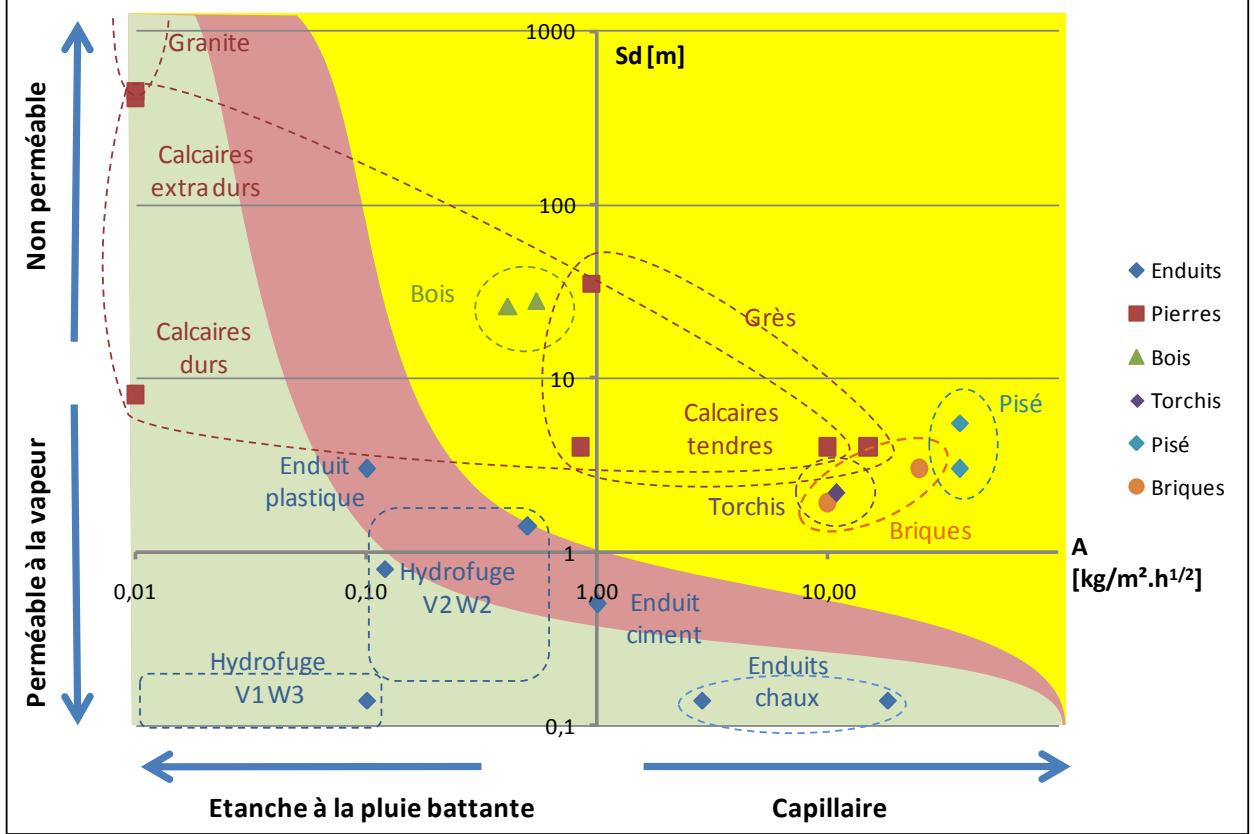 1000
Sd [m]
Granite
Calcaires
extra durs
100
Bois
Calcaires
durs
10
Grès
Calcaires
tendres
Pisé
Enduit
plastique
Torchis
Briques
1
A
[kg/m².h1/2]
0,01
0,10
1,00
10,00
Hydrofuge
V2 W2
Enduit
ciment
Hydrofuge
V1W3
Enduits
chaux
0,1
Non perméable
Perméable à la vapeur
Etanche à la pluie battante
Capillaire
Enduits
Pierres
Bois
Torchis
Pisé
Briques